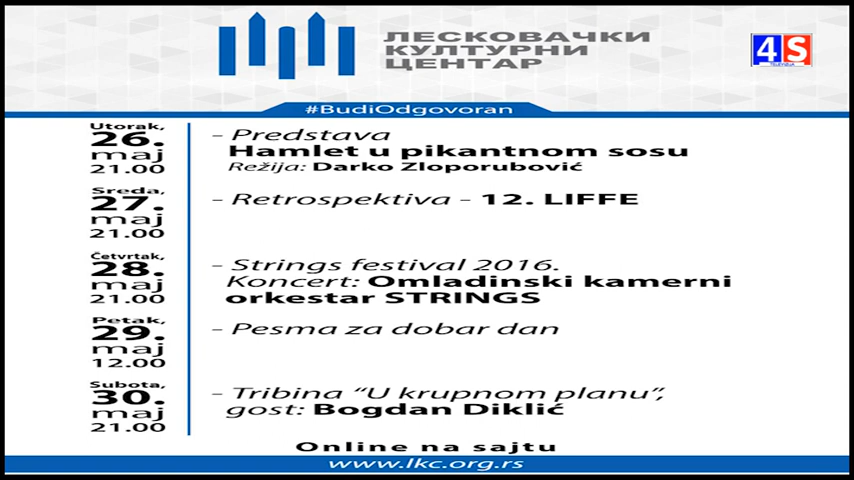 ЛЕСКОВАЧКИ
КУЛТУРНИ
ЦЕНТАР
4S
TELEVIZIJA
#BudiOdgovoran
Utorak,
26.
maj
21.00
- Predstava
Hamlet u pikantnom sosu
Režija: Darko Zloporubović
Sreda,
27.
maj
21.00
- Retrospektiva - 12. LIFFE
Četvrtak,
28.
maj
21.00
- Strings festival 2016.
Koncert: Omladinski kamerni
orkestar STRINGS
Petak,
29.
maj
12.00
- Pesma za dobar dan
Subota,
30.
maj
21.00
- Tribina “U krupnom planu”,
gost: Bogdan Diklić
Online na sajtu
www.lkc.org.rs